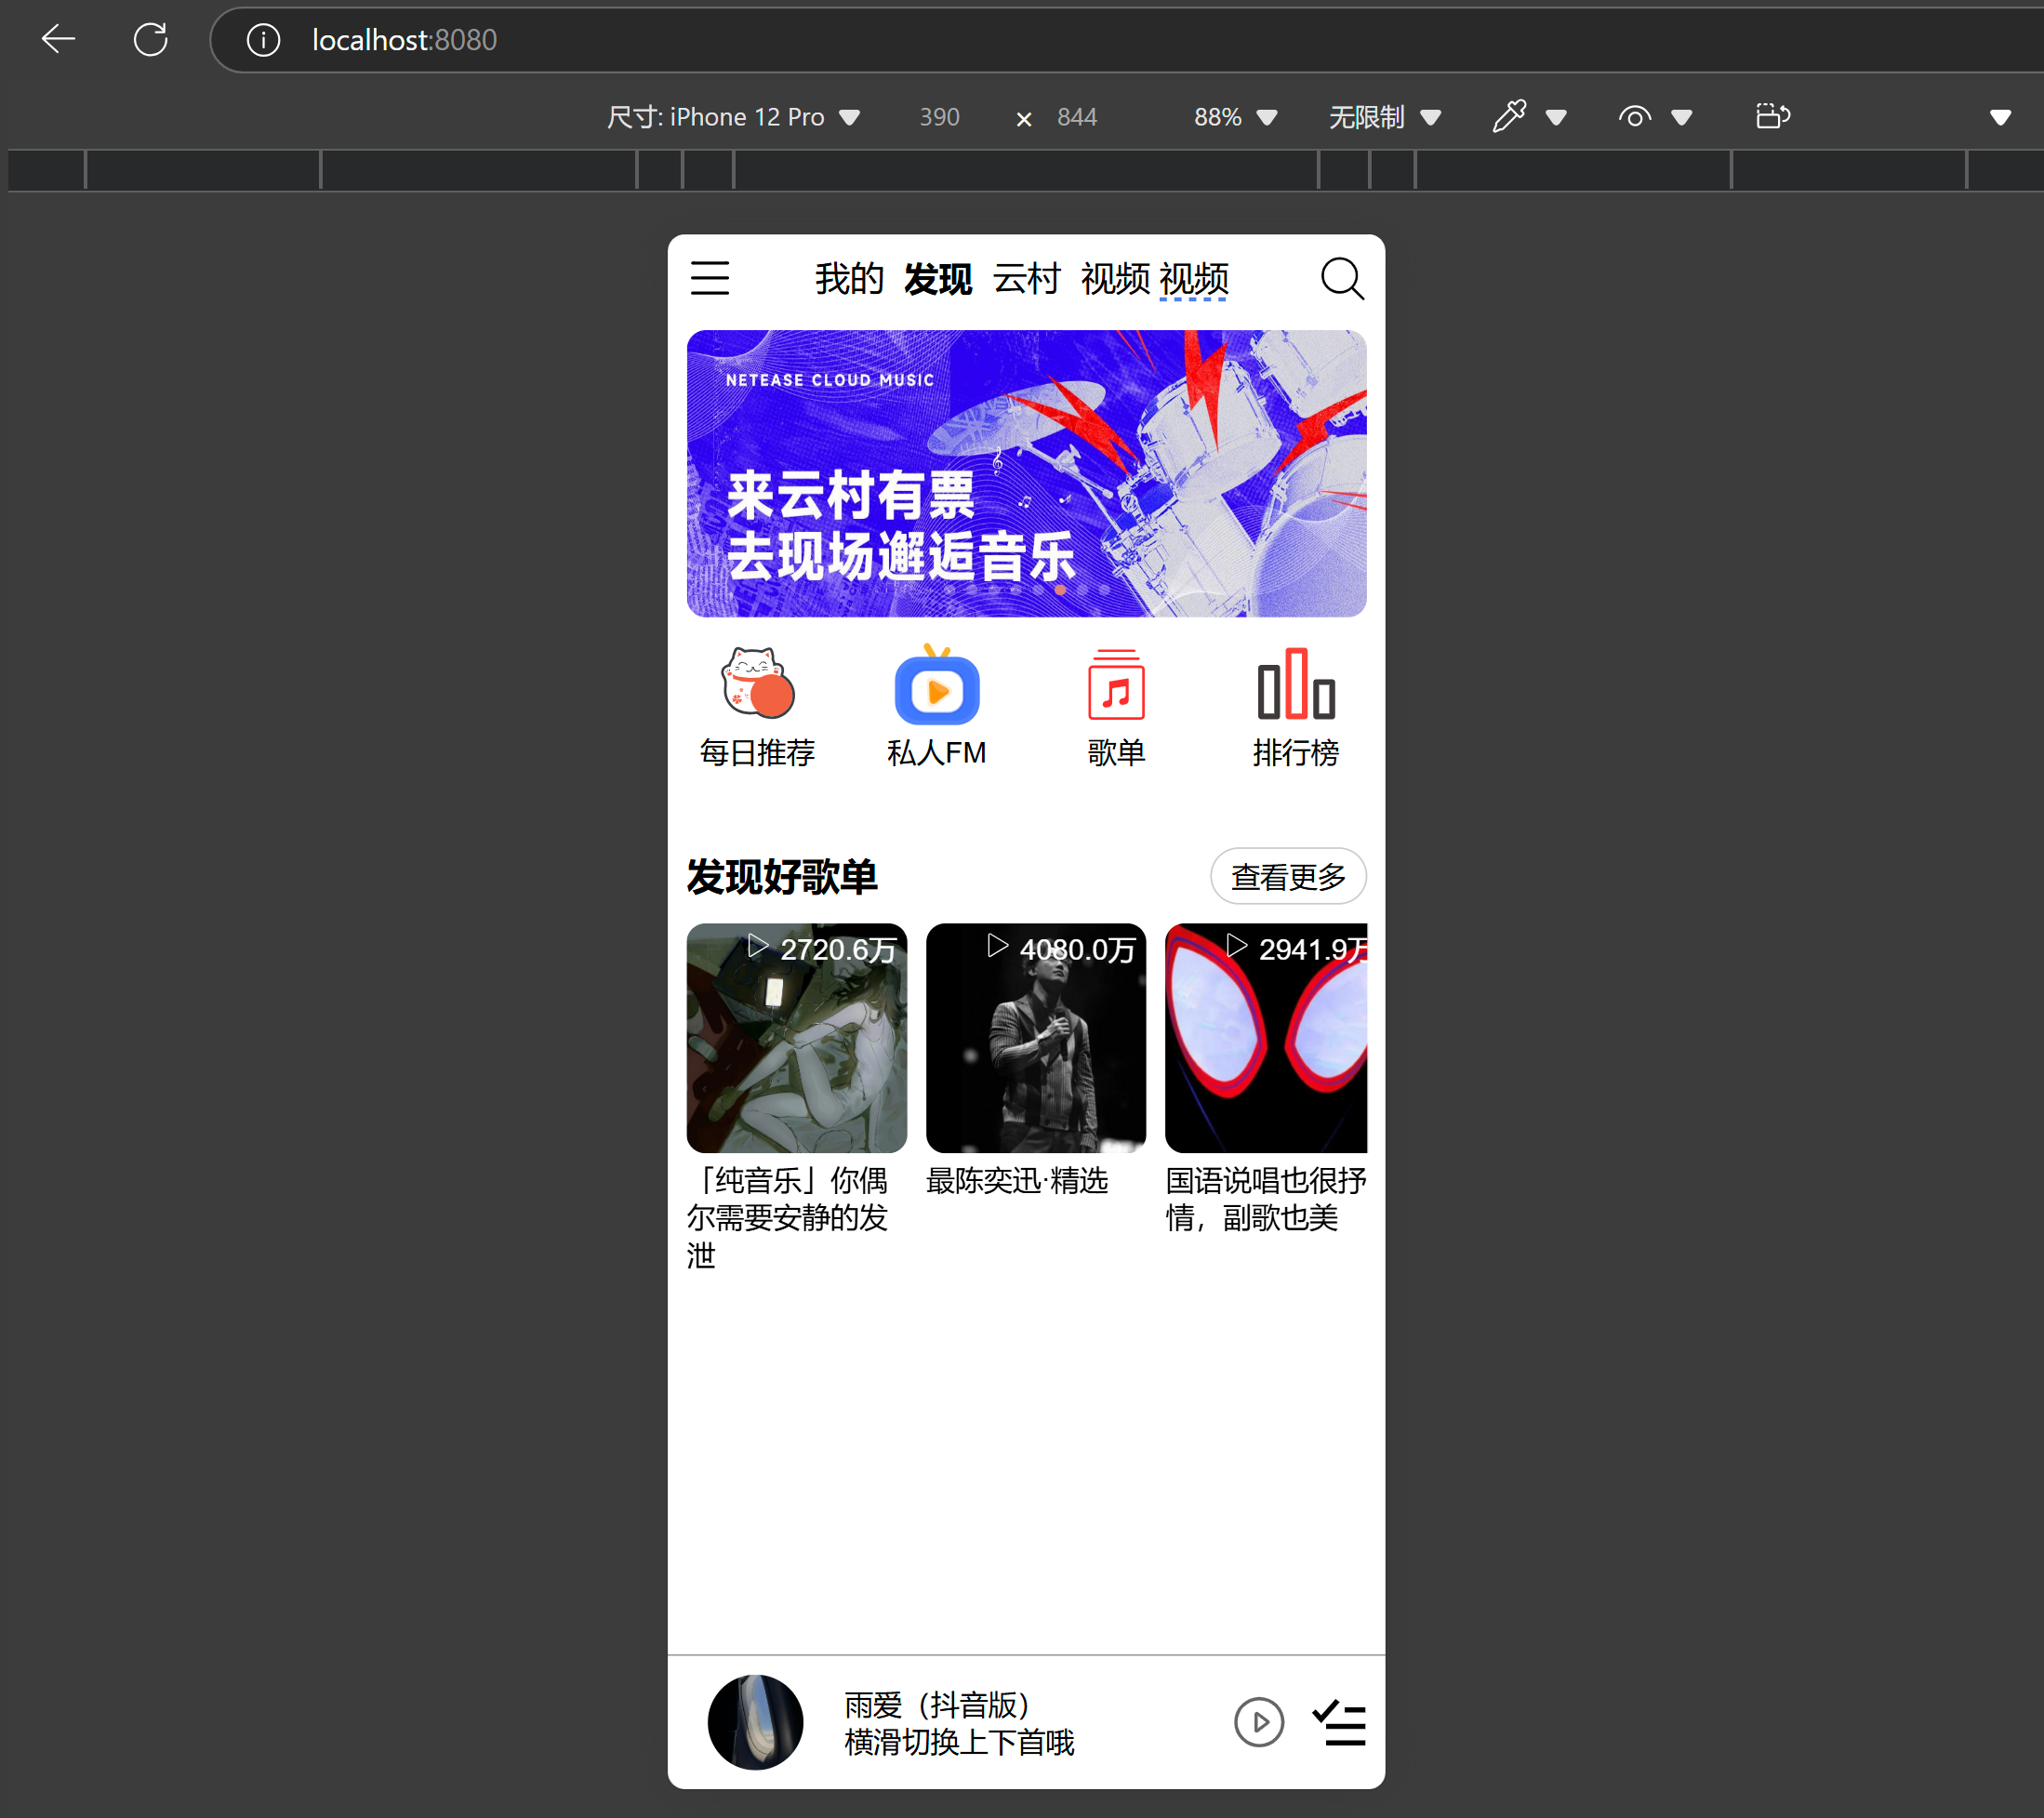 localhost:8080
尺寸: iPhone 12 Pro 390 × 844 88% 无限制
我的 发现 云村 视频 视频
NETEASE CLOUD MUSIC
来云村有票
去现场邂逅音乐
每日推荐 私人FM 歌单 排行榜
发现好歌单 查看更多
2720.6万 4080.0万 2941.9万
「纯音乐」你偶
尔需要安静的发
泄
最陈奕迅·精选
国语说唱也很抒
情，副歌也美
雨爱（抖音版）
横滑切换上下首哦